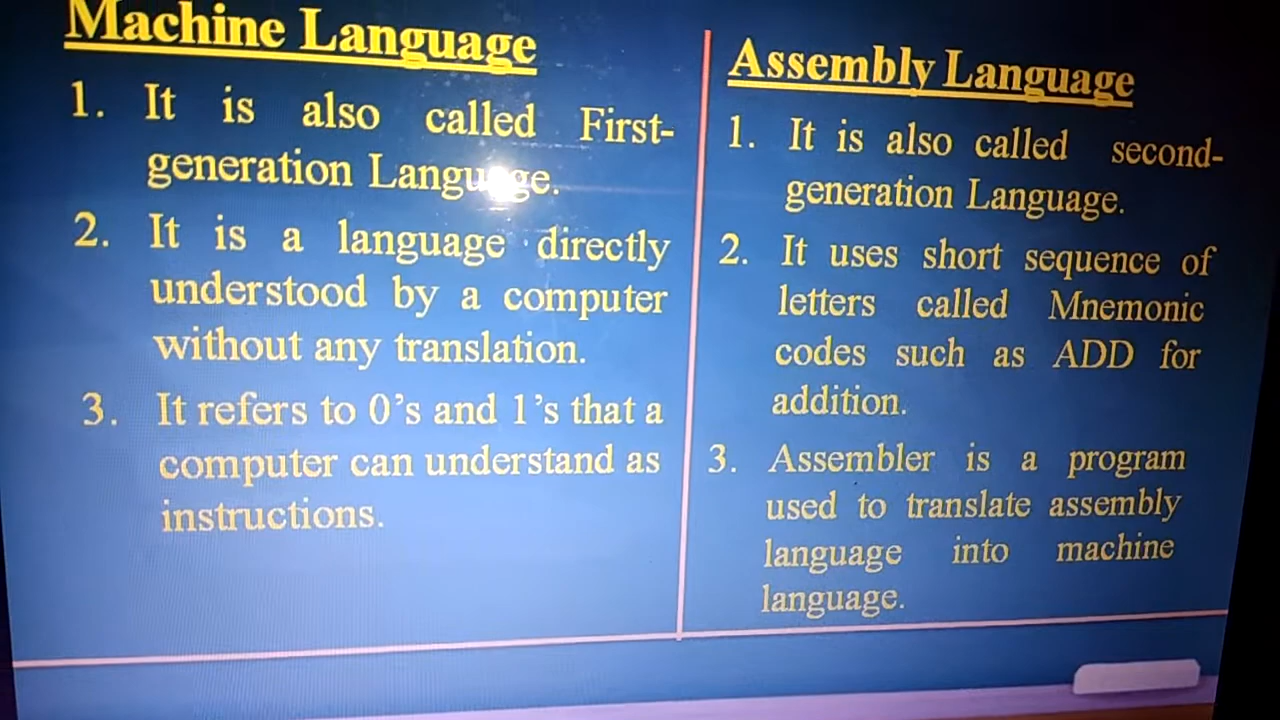 Machine Language
1. It is also called First-
generation Language.
2. It is a language directly
understood by a computer
without any translation.
3. It refers to 0's and 1's that a
computer can understand as
instructions.
Assembly Language
1. It is also called second-
generation Language.
2. It uses short sequence of
letters called Mnemonic
codes such as ADD for
addition.
3. Assembler is a program
used to translate assembly
language into machine
language.